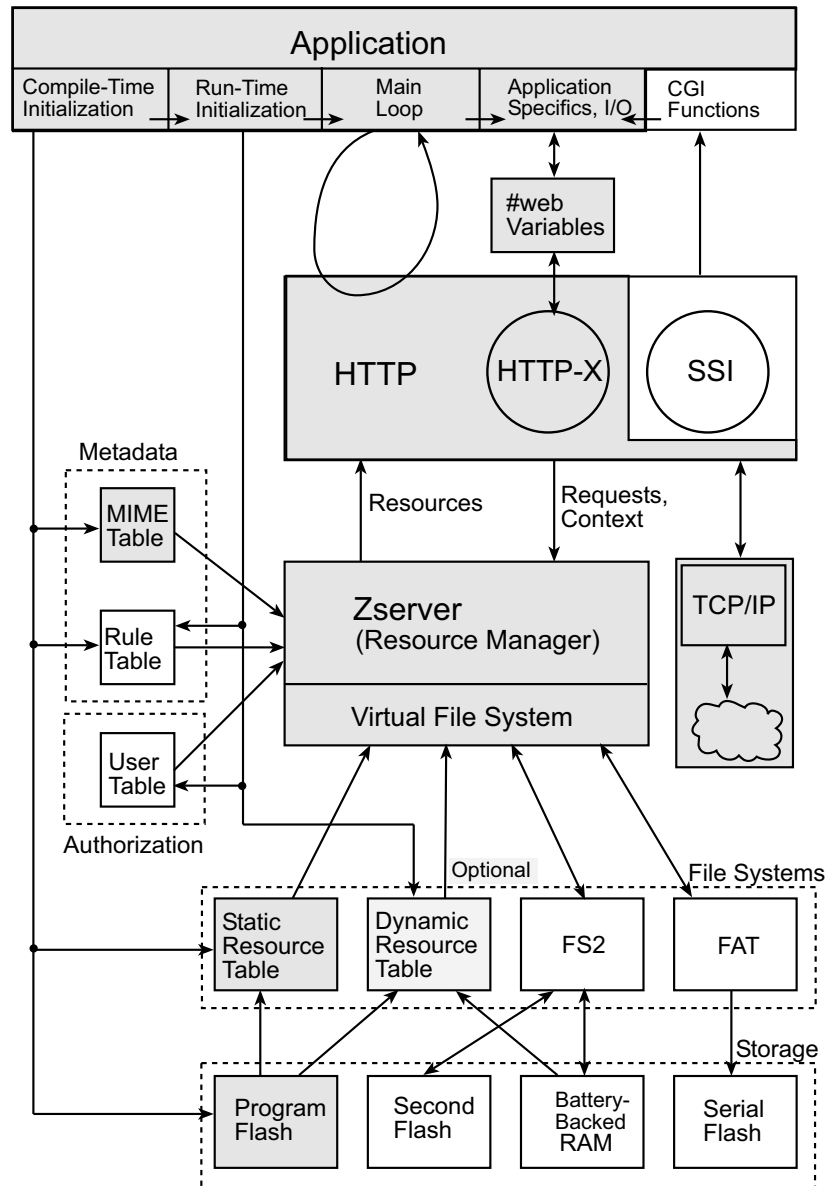 Application
Compile-Time
Initialization
Run-Time
Initialization
Main
Loop
Application
Specifics, I/O
CGI
Functions
#web
Variables
HTTP
HTTP-X
SSI
Metadata
Resources
Requests,
Context
MIME
Table
Zserver
(Resource Manager)
TCP/IP
Rule
Table
Virtual File System
User
Table
Authorization
Optional
File Systems
Static
Resource
Table
Dynamic
Resource
Table
FS2
FAT
Storage
Program
Flash
Second
Flash
Battery-
Backed
RAM
Serial
Flash